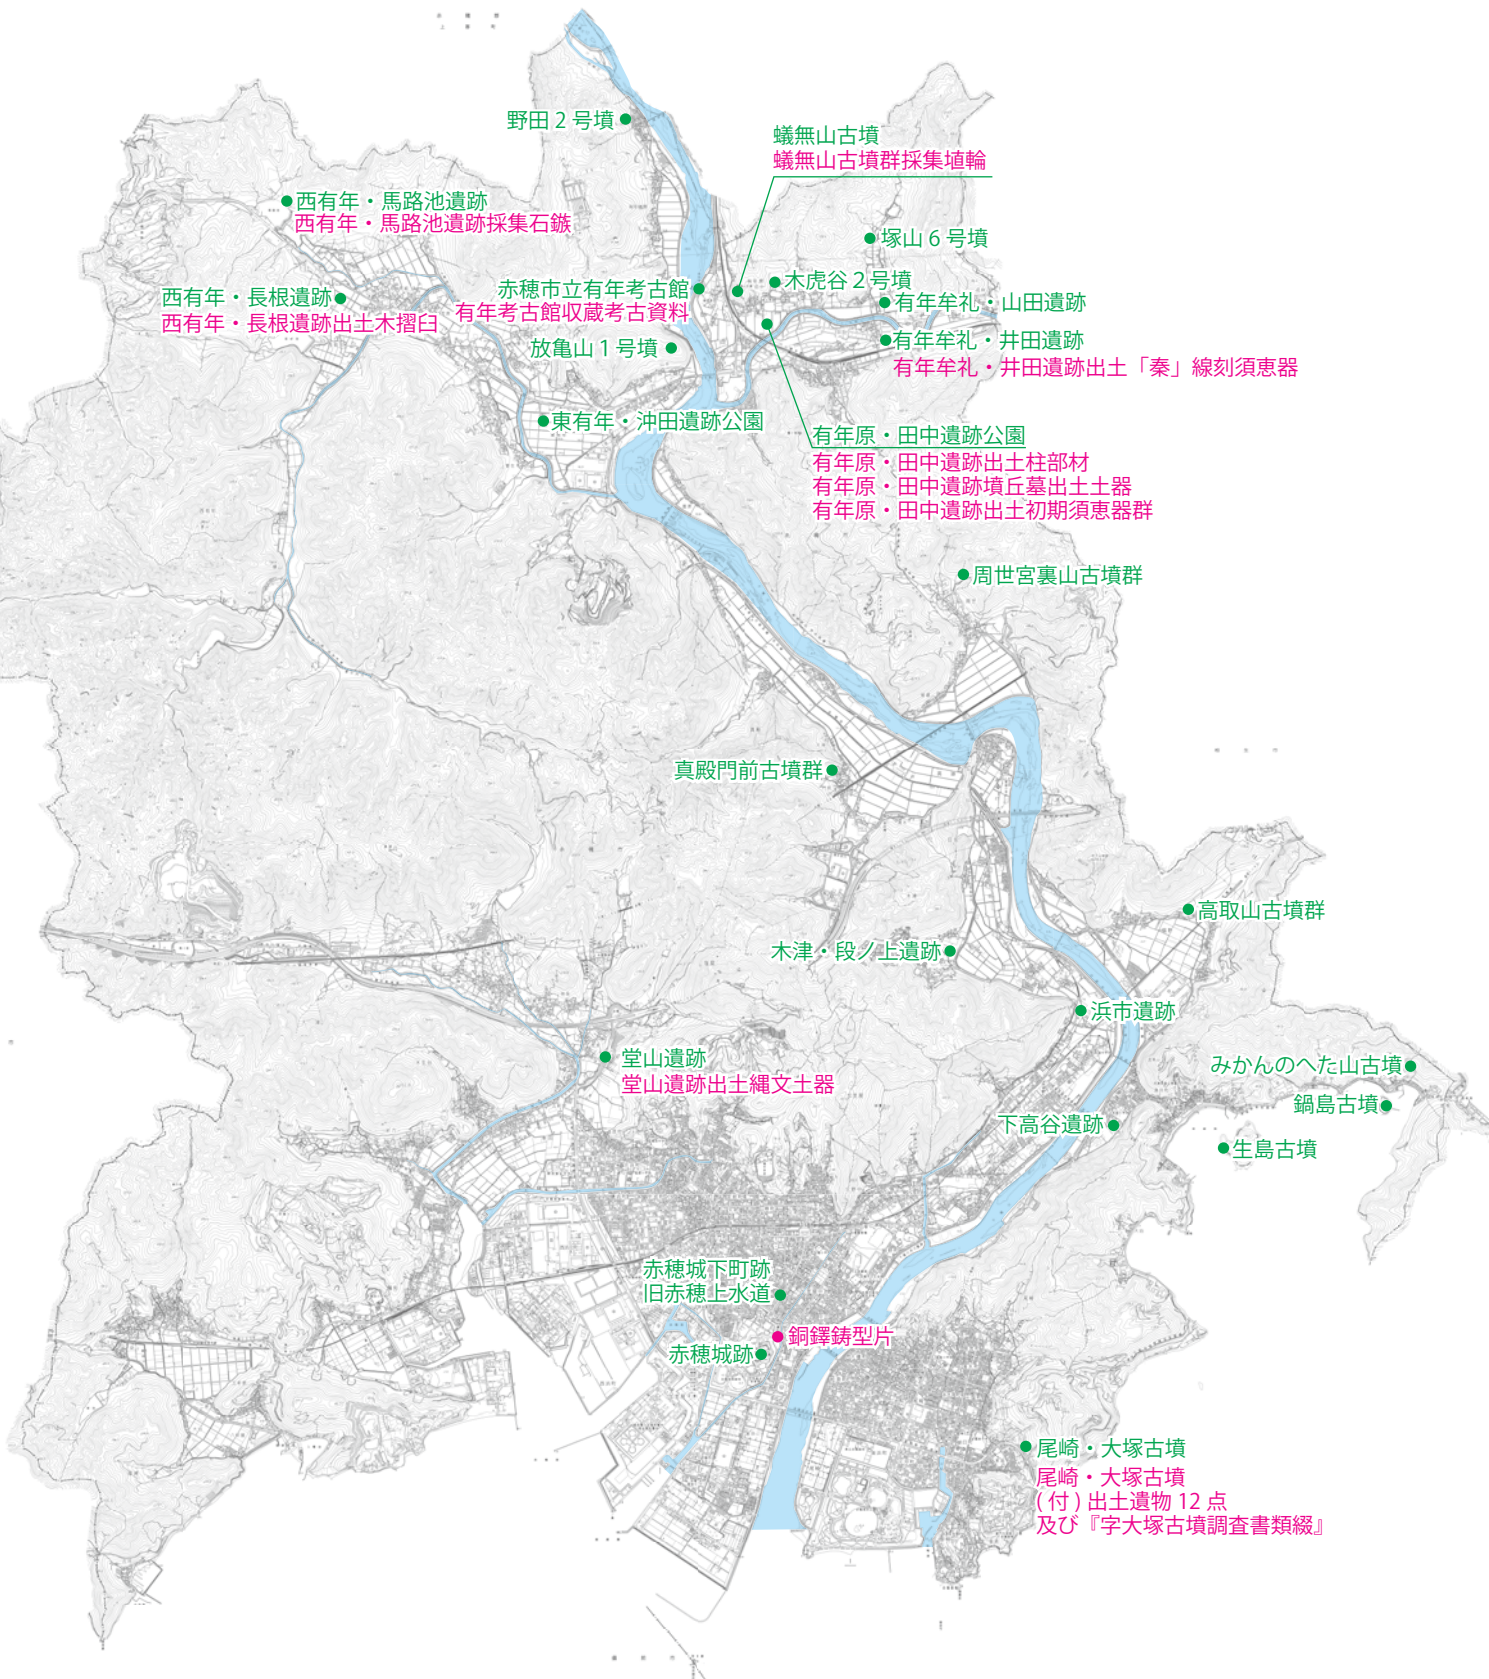 野田２号墳
蟻無山古墳
蟻無山古墳群採集埴輪
西有年・馬路池遺跡
西有年・馬路池遺跡採集石鏃
塚山６号墳
木虎谷２号墳
赤穂市立有年考古館
有年考古館収蔵考古資料
西有年・長根遺跡
西有年・長根遺跡出土木摺臼
有年牟礼・山田遺跡
有年牟礼・井田遺跡
有年牟礼・井田遺跡出土「秦」線刻須恵器
放亀山１号墳
東有年・沖田遺跡公園
有年原・田中遺跡公園
有年原・田中遺跡出土柱部材
有年原・田中遺跡墳丘墓出土土器
有年原・田中遺跡出土初期須恵器群
周世宮裏山古墳群
真殿門前古墳群
高取山古墳群
木津・段ノ上遺跡
浜市遺跡
堂山遺跡
堂山遺跡出土縄文土器
みかんのへた山古墳
鍋島古墳
下高谷遺跡
生島古墳
赤穂城下町跡
旧赤穂上水道
銅鐸鋳型片
赤穂城跡
尾崎・大塚古墳
尾崎・大塚古墳
(付)出土遺物12点
及び『字大塚古墳調査書類綴』